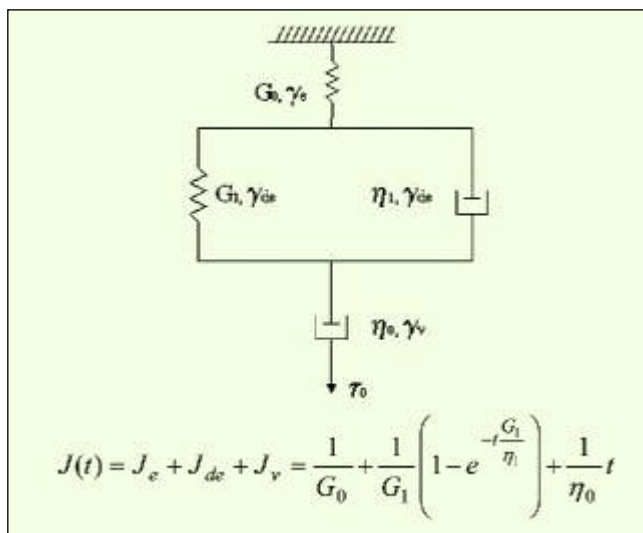 G₀, γₑ
G₁, γde η₁, γde
η₀, γᵥ
τ₀
J(t) = Jₑ + Jde + Jᵥ = 1/G₀ + 1/G₁ (1 − e^(−t G₁/η₁)) + 1/η₀ t